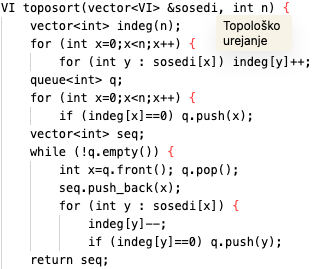 VI toposort(vector<VI> &sosedi, int n) {
    vector<int> indeg(n);
    for (int x=0;x<n;x++) {
        for (int y : sosedi[x]) indeg[y]++;
    queue<int> q;
    for (int x=0;x<n;x++) {
        if (indeg[x]==0) q.push(x);
    vector<int> seq;
    while (!q.empty()) {
        int x=q.front(); q.pop();
        seq.push_back(x);
        for (int y : sosedi[x]) {
            indeg[y]--;
            if (indeg[y]==0) q.push(y);
    return seq;
Topološko
urejanje